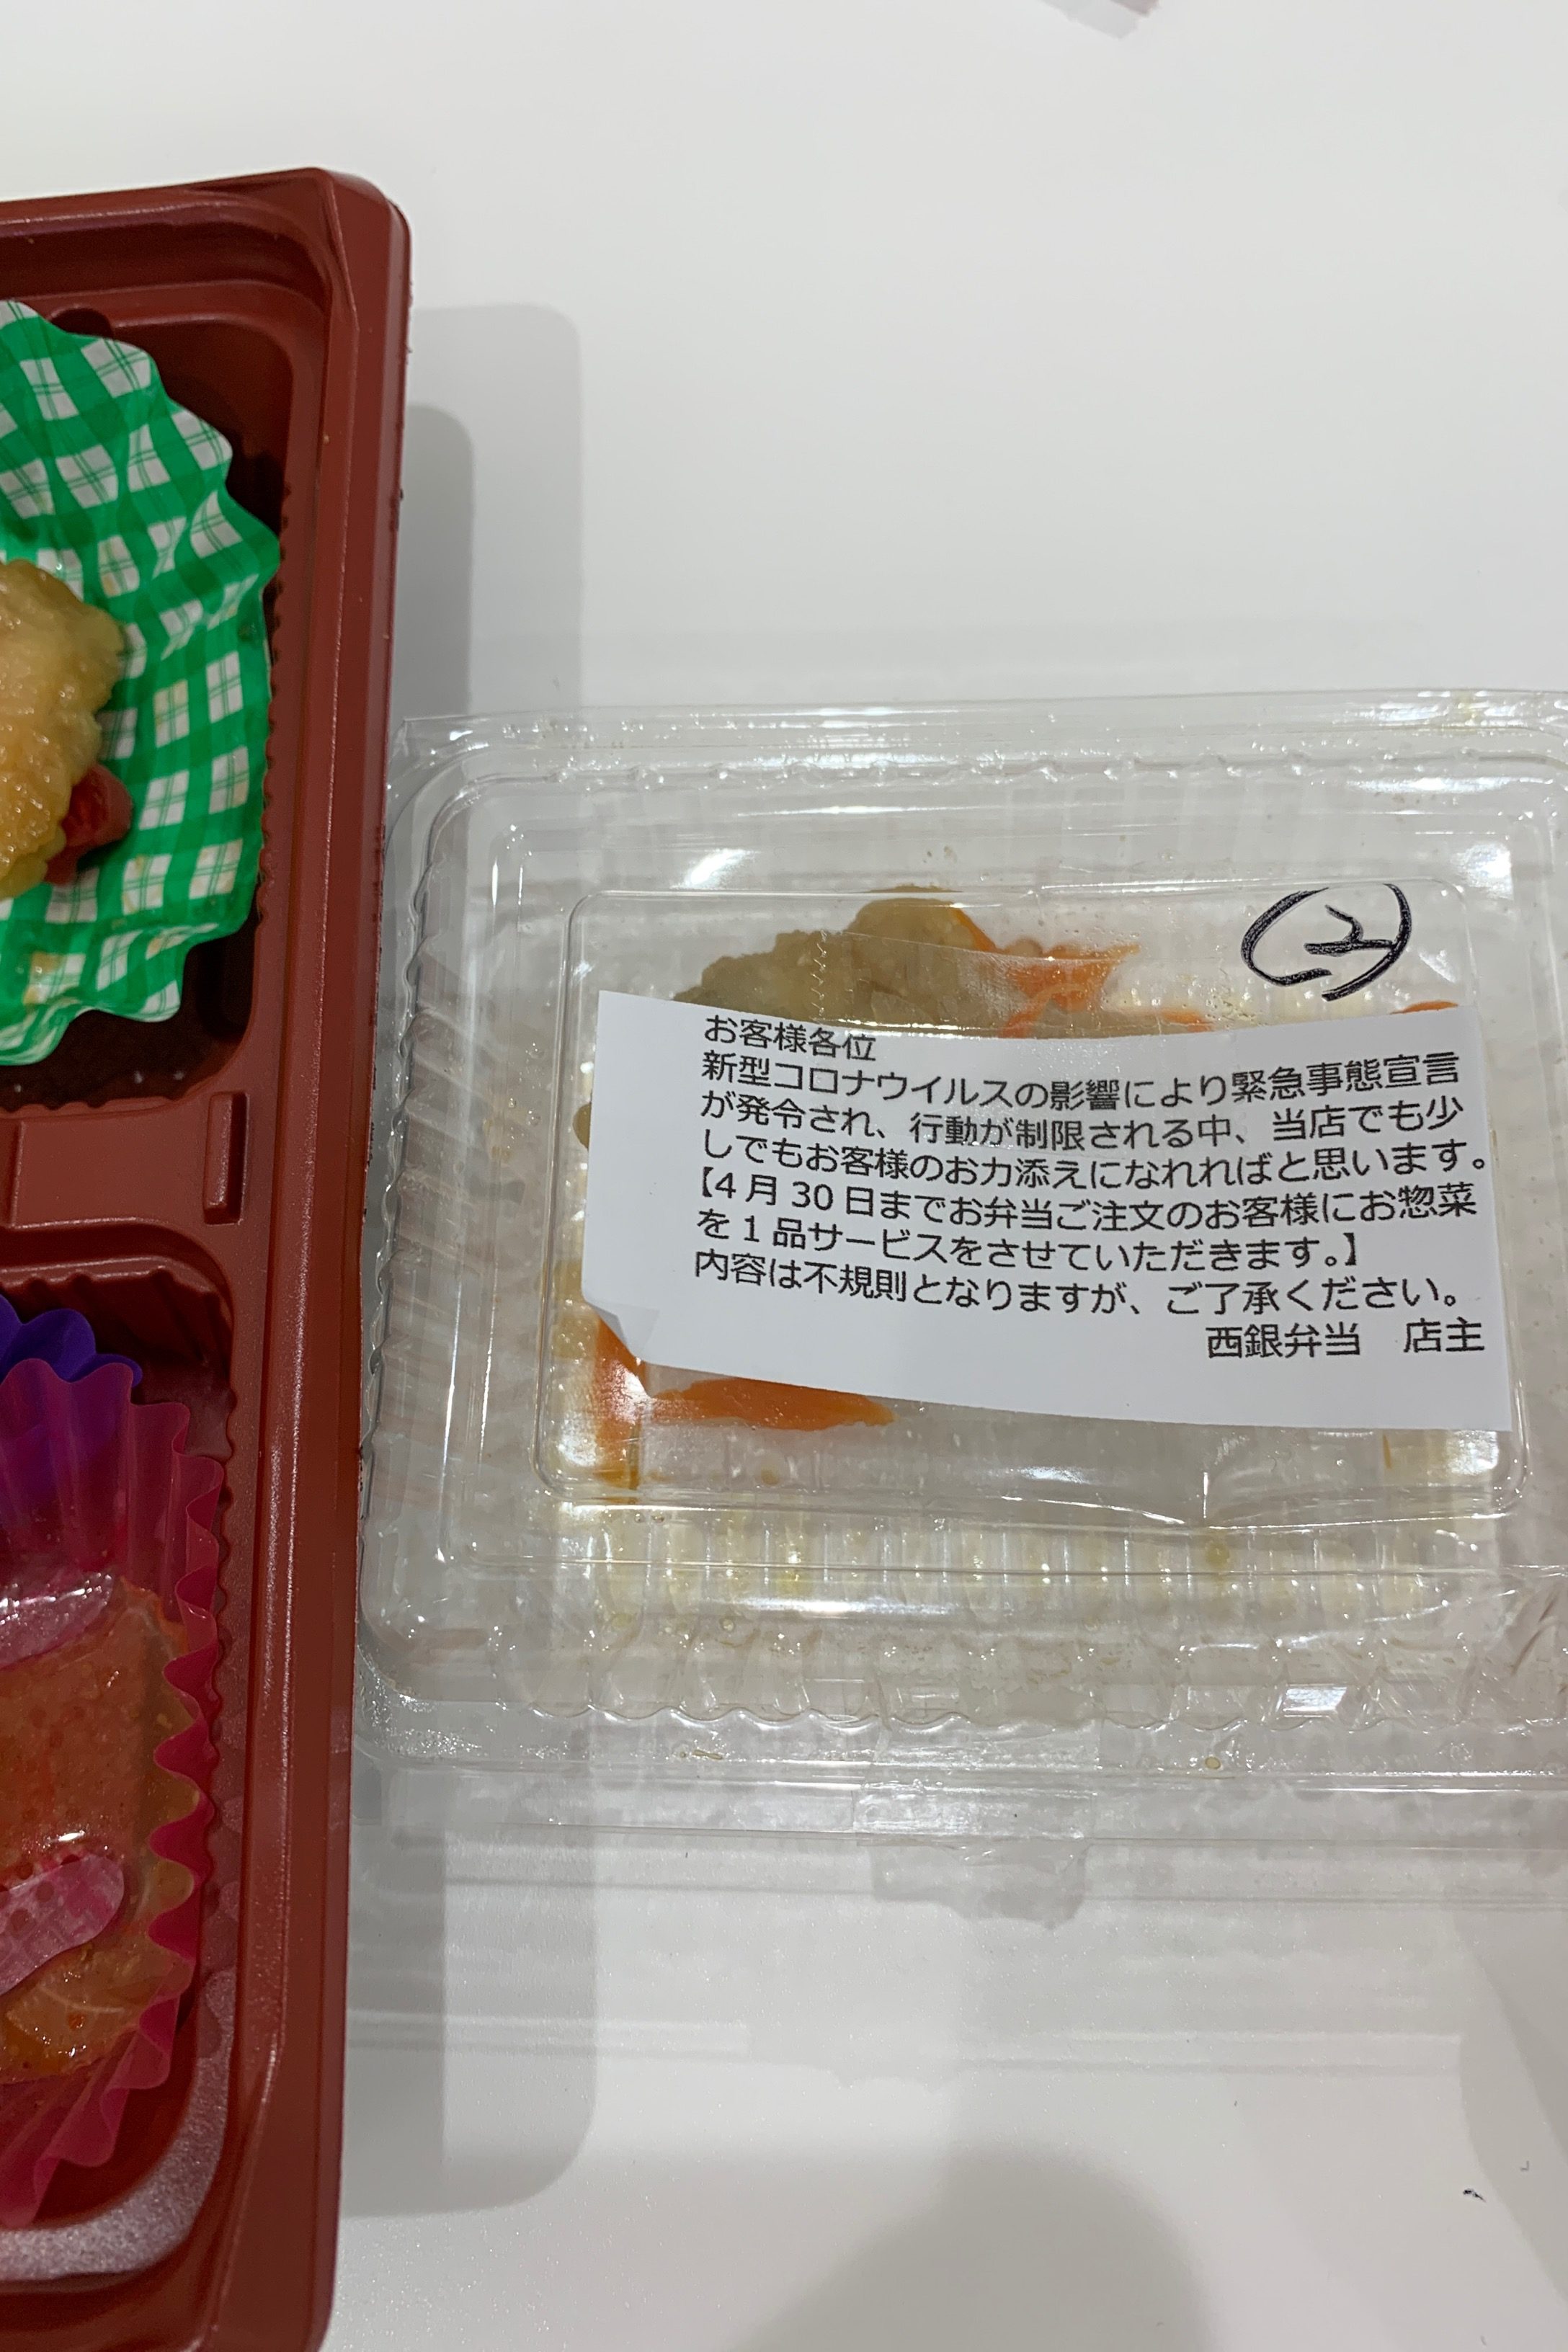 ②
お客様各位
新型コロナウイルスの影響により緊急事態宣言
が発令され、行動が制限される中、当店でも少
しでもお客様のお力添えになれればと思います。
【4月30日までお弁当ご注文のお客様にお惣菜
を1品サービスをさせていただきます。】
内容は不規則となりますが、ご了承ください。
西銀弁当　店主